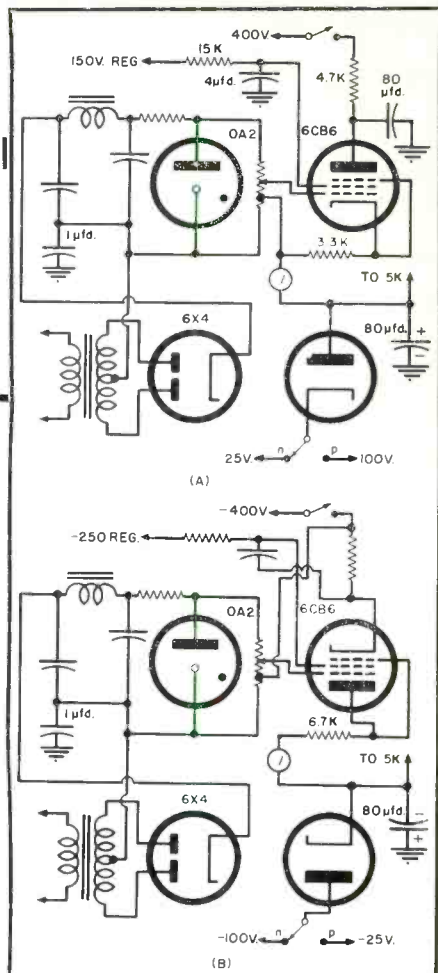 400V.
15K
150V. REG
4µfd.
4.7K
80
µfd.
OA2
6CB6
1µfd.
3.3K
TO 5K
6X4
80µfd. +
−
n p
25V. 100V.
(A)
-400V.
-250 REG.
OA2
6CB6
1µfd.
6.7K
TO 5K
6X4
80µfd. −
+
n p
-100V. -25V.
(B)